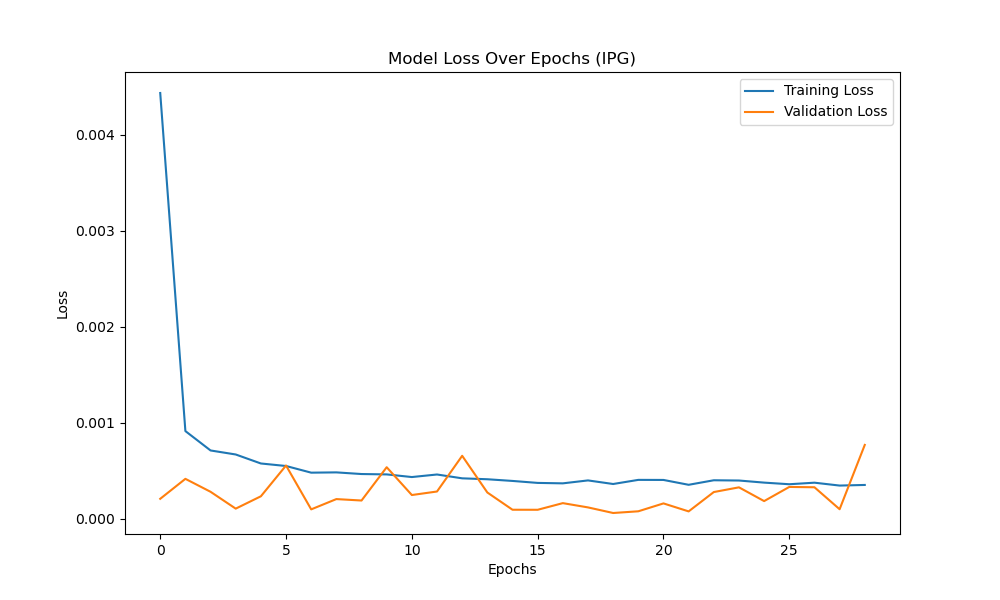 Model Loss Over Epochs (IPG)
Training Loss
Validation Loss
0.004
0.003
0.002
0.001
0.000
Loss
0 5 10 15 20 25
Epochs